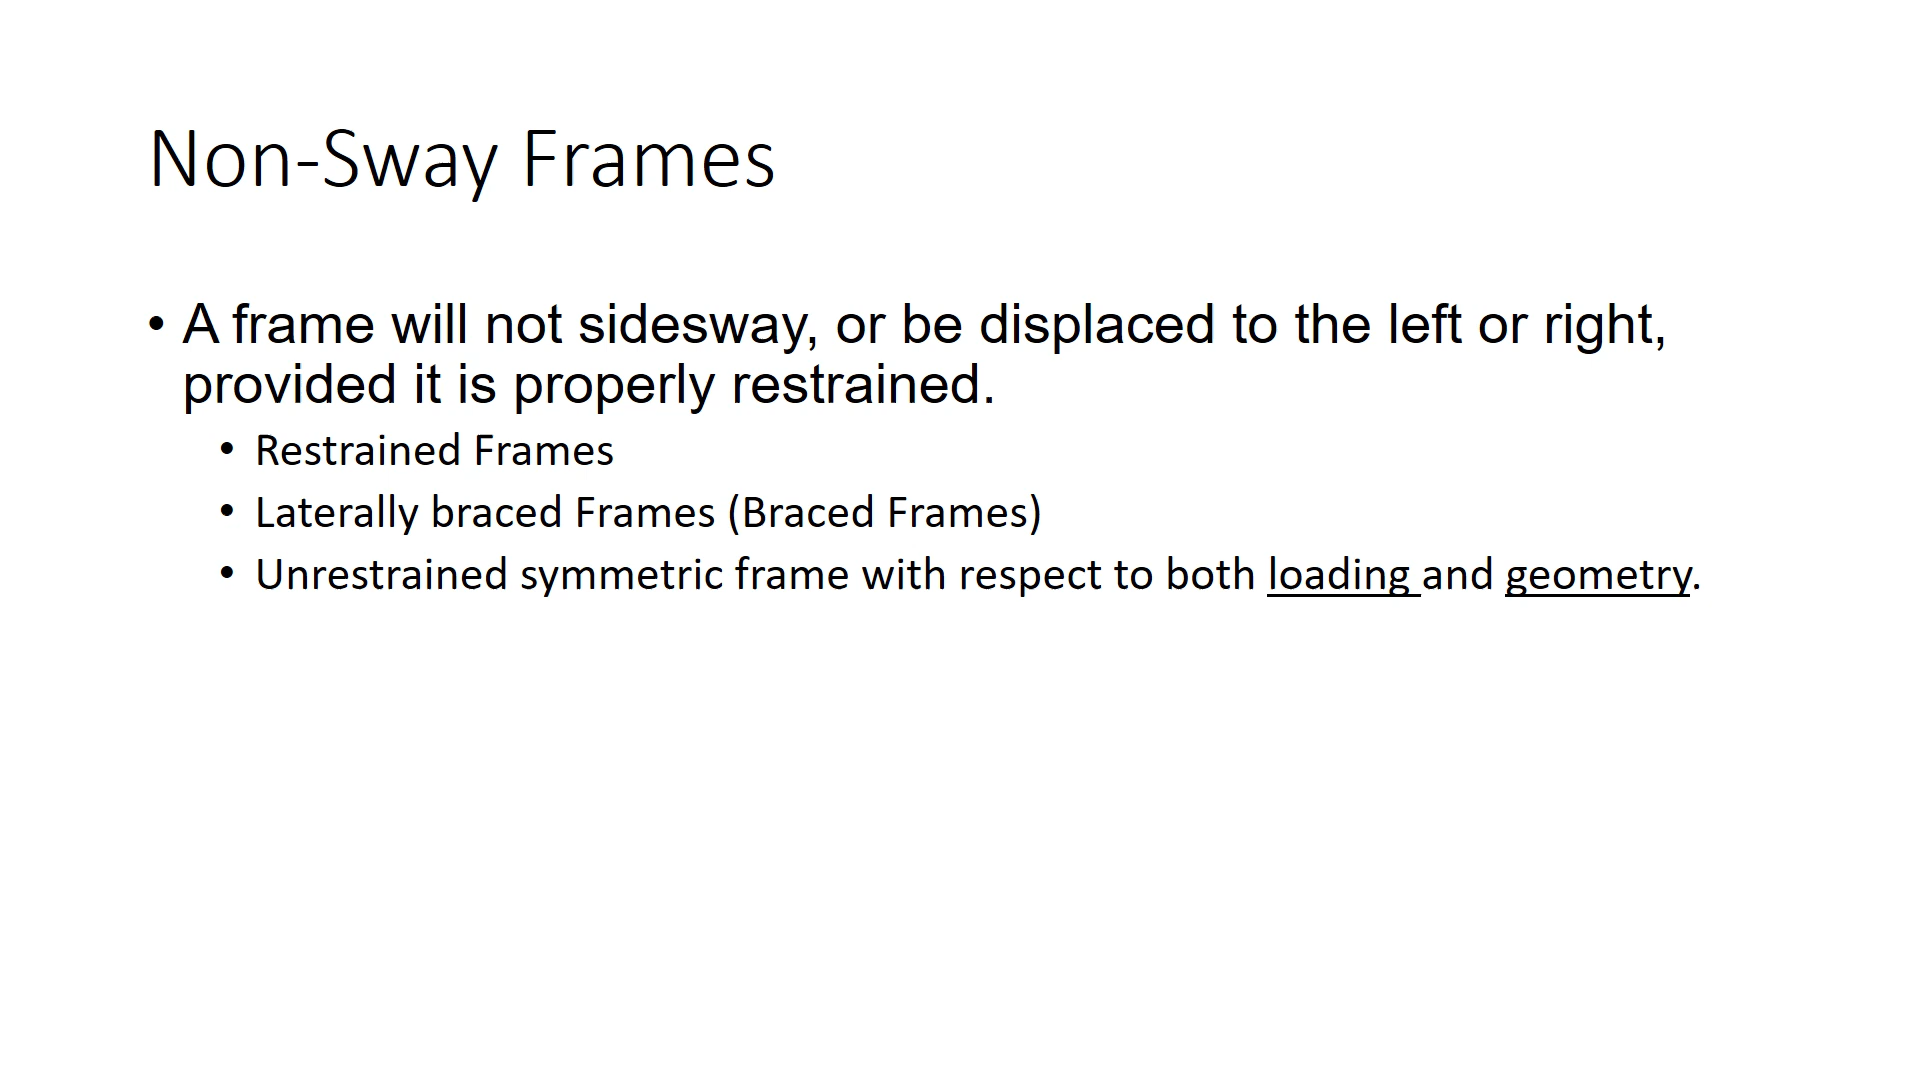 Non-Sway Frames
• A frame will not sidesway, or be displaced to the left or right,
provided it is properly restrained.
• Restrained Frames
• Laterally braced Frames (Braced Frames)
• Unrestrained symmetric frame with respect to both loading and geometry.